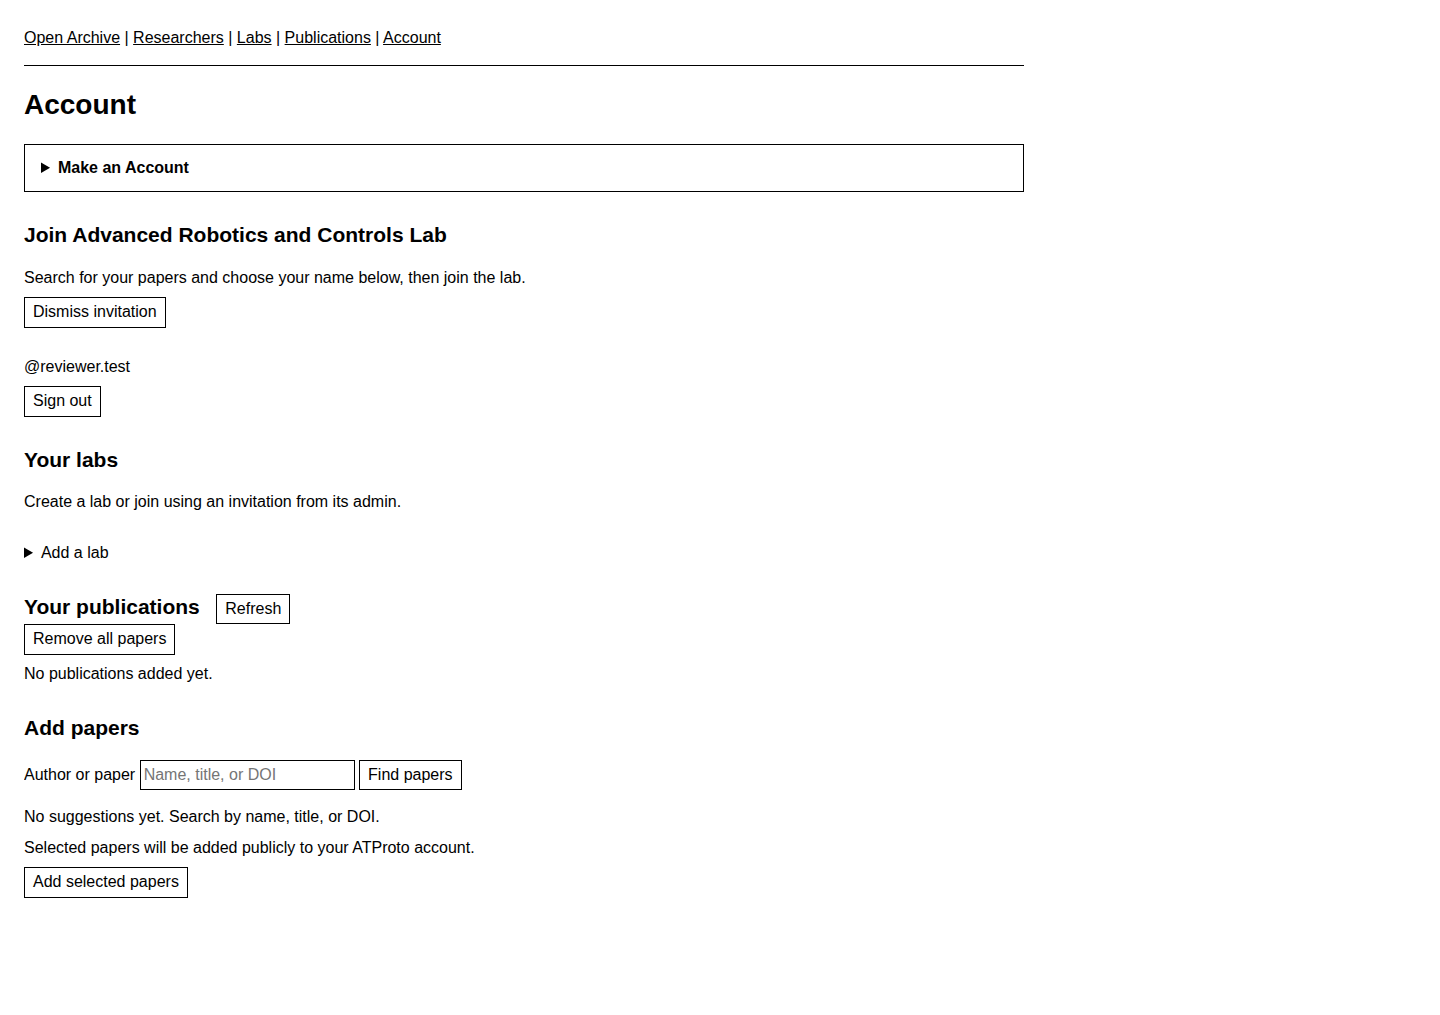 Open Archive | Researchers | Labs | Publications | Account
Account
Make an Account
Join Advanced Robotics and Controls Lab
Search for your papers and choose your name below, then join the lab.
Dismiss invitation
@reviewer.test
Sign out
Your labs
Create a lab or join using an invitation from its admin.
Add a lab
Your publications Refresh
Remove all papers
No publications added yet.
Add papers
Author or paper Name, title, or DOI Find papers
No suggestions yet. Search by name, title, or DOI.
Selected papers will be added publicly to your ATProto account.
Add selected papers